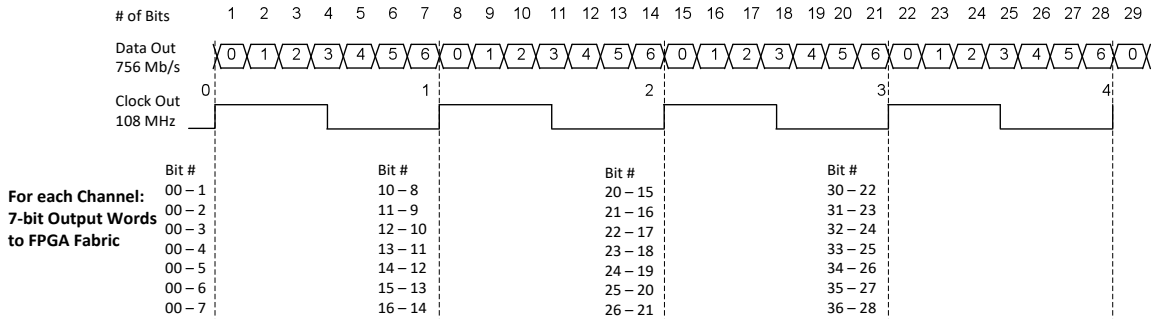 # of Bits 1 2 3 4 5 6 7 8 9 10 11 12 13 14 15 16 17 18 19 20 21 22 23 24 25 26 27 28 29
Data Out 0 1 2 3 4 5 6 0 1 2 3 4 5 6 0 1 2 3 4 5 6 0 1 2 3 4 5 6 0
756 Mb/s
0 1 2 3 4
Clock Out
108 MHz
For each Channel:
7-bit Output Words
to FPGA Fabric
Bit #
00 – 1
00 – 2
00 – 3
00 – 4
00 – 5
00 – 6
00 – 7
Bit #
10 – 8
11 – 9
12 – 10
13 – 11
14 – 12
15 – 13
16 – 14
Bit #
20 – 15
21 – 16
22 – 17
23 – 18
24 – 19
25 – 20
26 – 21
Bit #
30 – 22
31 – 23
32 – 24
33 – 25
34 – 26
35 – 27
36 – 28